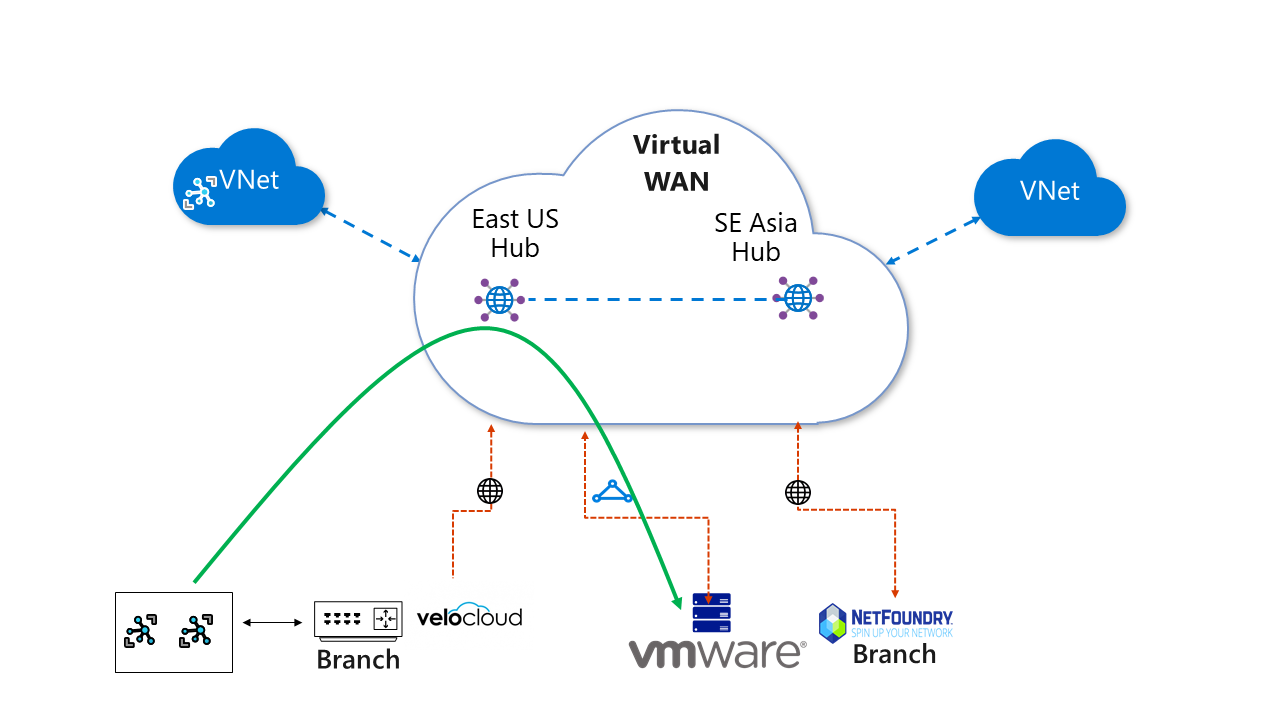 Virtual
WAN
VNet
VNet
East US
Hub
SE Asia
Hub
velocloud
Branch
vmware®
NETFOUNDRY
SPIN UP YOUR NETWORK
Branch